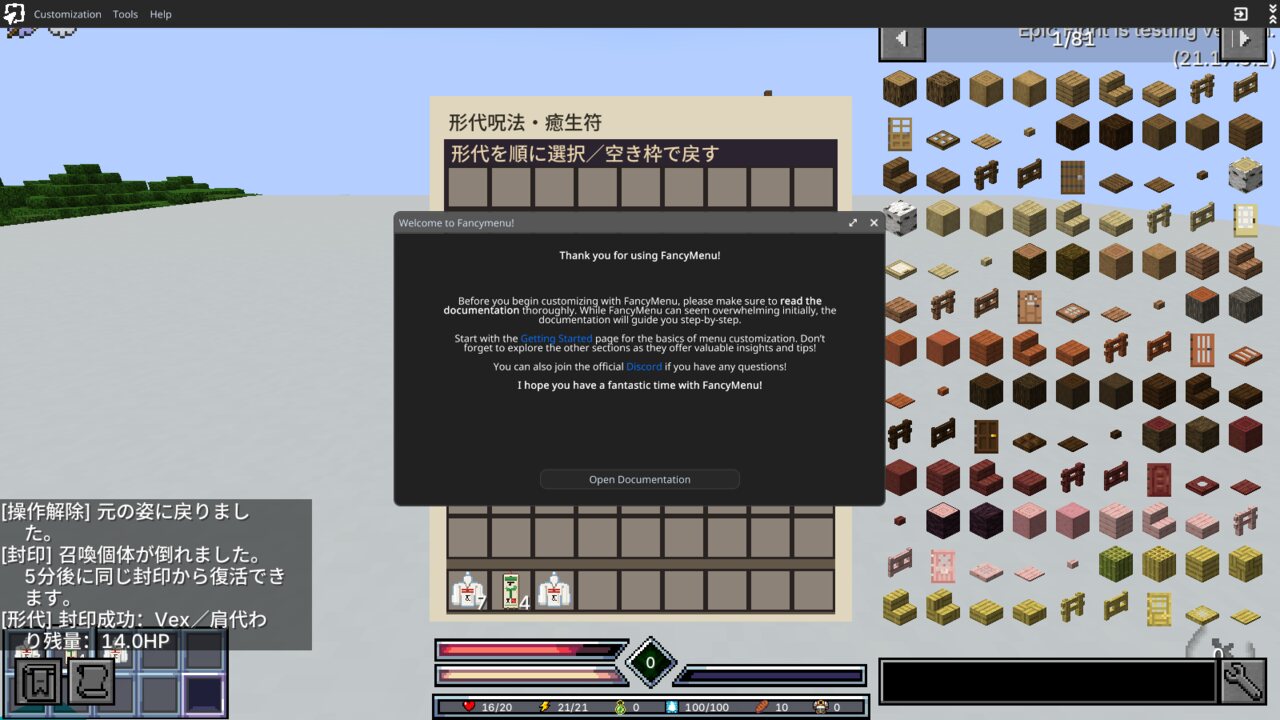 Customization Tools Help
Epic Fight is testing ve
1/81
(21.1
形代呪法・癒生符
形代を順に選択／空き枠で戻す
Welcome to Fancymenu!
Thank you for using FancyMenu!
Before you begin customizing with FancyMenu, please make sure to read the
documentation thoroughly. While FancyMenu can seem overwhelming initially, the
documentation will guide you step-by-step.
Start with the Getting Started page for the basics of menu customization. Don't
forget to explore the other sections as they offer valuable insights and tips!
You can also join the official Discord if you have any questions!
I hope you have a fantastic time with FancyMenu!
Open Documentation
[操作解除] 元の姿に戻りまし
た。
[封印] 召喚個体が倒れました。
5分後に同じ封印から復活でき
ます。
[形代] 封印成功: Vex／肩代わ
り残量: 14.0HP
7 4
0
16/20 21/21 0 100/100 10 0